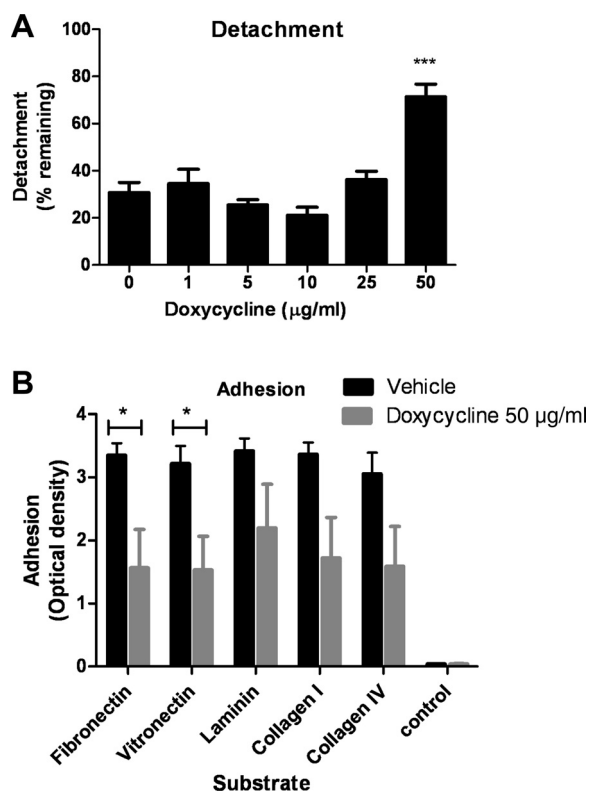 A
Detachment
Detachment
(% remaining)
100
80
60
40
20
0
***
0 1 5 10 25 50
Doxycycline (µg/ml)
B
Adhesion
Vehicle
Doxycycline 50 µg/ml
Adhesion
(Optical density)
4
3
2
1
0
* *
Fibronectin
Vitronectin
Laminin
Collagen I
Collagen IV
control
Substrate